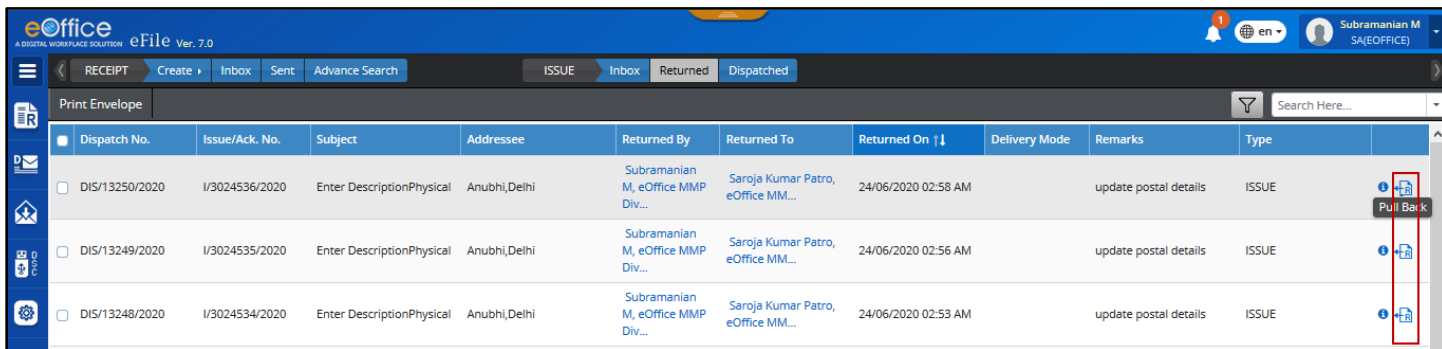 eOffice
A DIGITAL WORKPLACE SOLUTION eFile Ver. 7.0
1
en
Subramanian M
SA(EOFFICE)
RECEIPT Create Inbox Sent Advance Search ISSUE Inbox Returned Dispatched
Print Envelope
Search Here...
Dispatch No. Issue/Ack. No. Subject Addressee Returned By Returned To Returned On Delivery Mode Remarks Type
DIS/13250/2020 I/3024536/2020 Enter DescriptionPhysical Anubhi,Delhi Subramanian M, eOffice MMP Div... Saroja Kumar Patro, eOffice MM... 24/06/2020 02:58 AM update postal details ISSUE
Pull Back
DIS/13249/2020 I/3024535/2020 Enter DescriptionPhysical Anubhi,Delhi Subramanian M, eOffice MMP Div... Saroja Kumar Patro, eOffice MM... 24/06/2020 02:56 AM update postal details ISSUE
DIS/13248/2020 I/3024534/2020 Enter DescriptionPhysical Anubhi,Delhi Subramanian M, eOffice MMP Div... Saroja Kumar Patro, eOffice MM... 24/06/2020 02:53 AM update postal details ISSUE
R
D
DSC